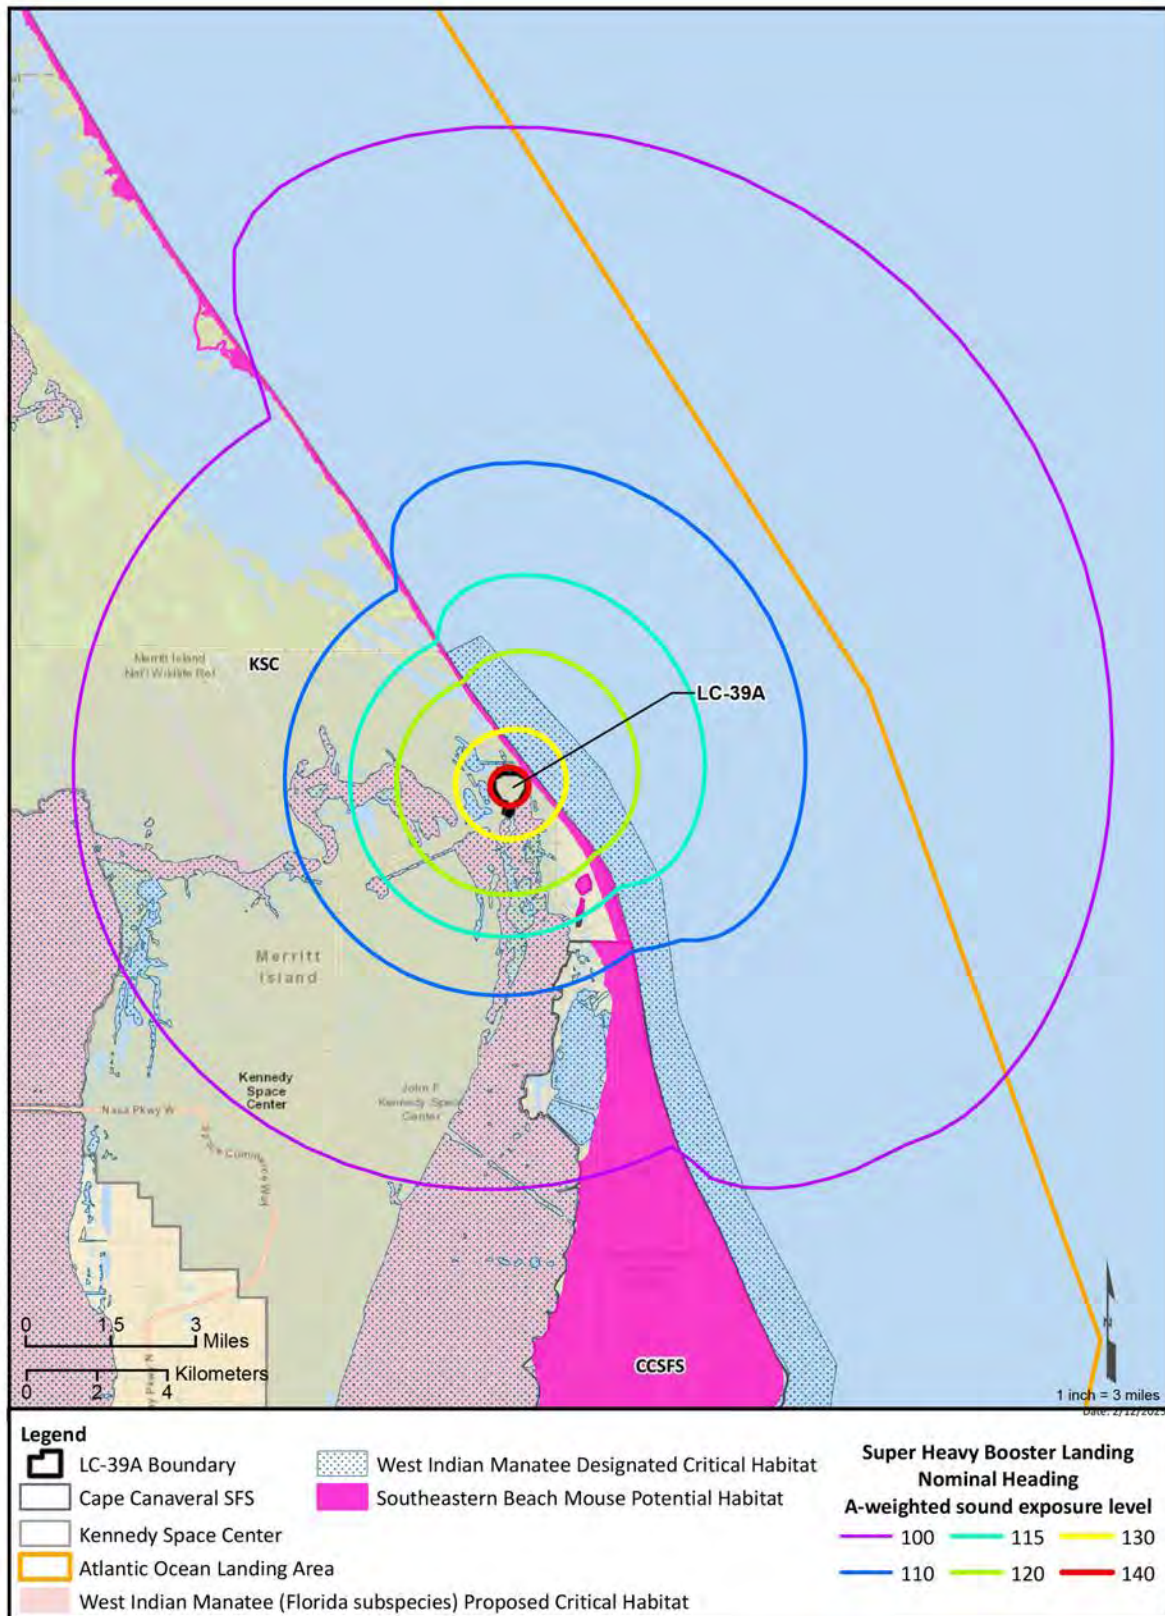 Merritt Island
Nat'l Wildlife Ref
KSC
LC-39A
Merritt
Island
Kennedy
Space
Center
John F
Kennedy Space
Center
Nasa Pkwy W
CCSFS
0 1.5 3
Miles
Kilometers
0 2 4
N
1 inch = 3 miles
Legend
LC-39A Boundary
Cape Canaveral SFS
Kennedy Space Center
Atlantic Ocean Landing Area
West Indian Manatee (Florida subspecies) Proposed Critical Habitat
West Indian Manatee Designated Critical Habitat
Southeastern Beach Mouse Potential Habitat
Super Heavy Booster Landing
Nominal Heading
A-weighted sound exposure level
100 115 130
110 120 140